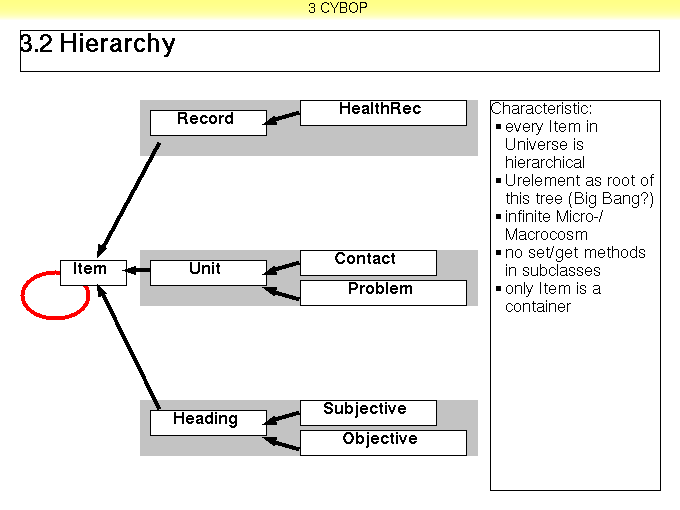 3 CYBOP
3.2 Hierarchy
Record
HealthRec
Item
Unit
Contact
Problem
Heading
Subjective
Objective
Characteristic:
▪ every Item in
Universe is
hierarchical
▪ Urelement as root of
this tree (Big Bang?)
▪ infinite Micro-/
Macrocosm
▪ no set/get methods
in subclasses
▪ only Item is a
container